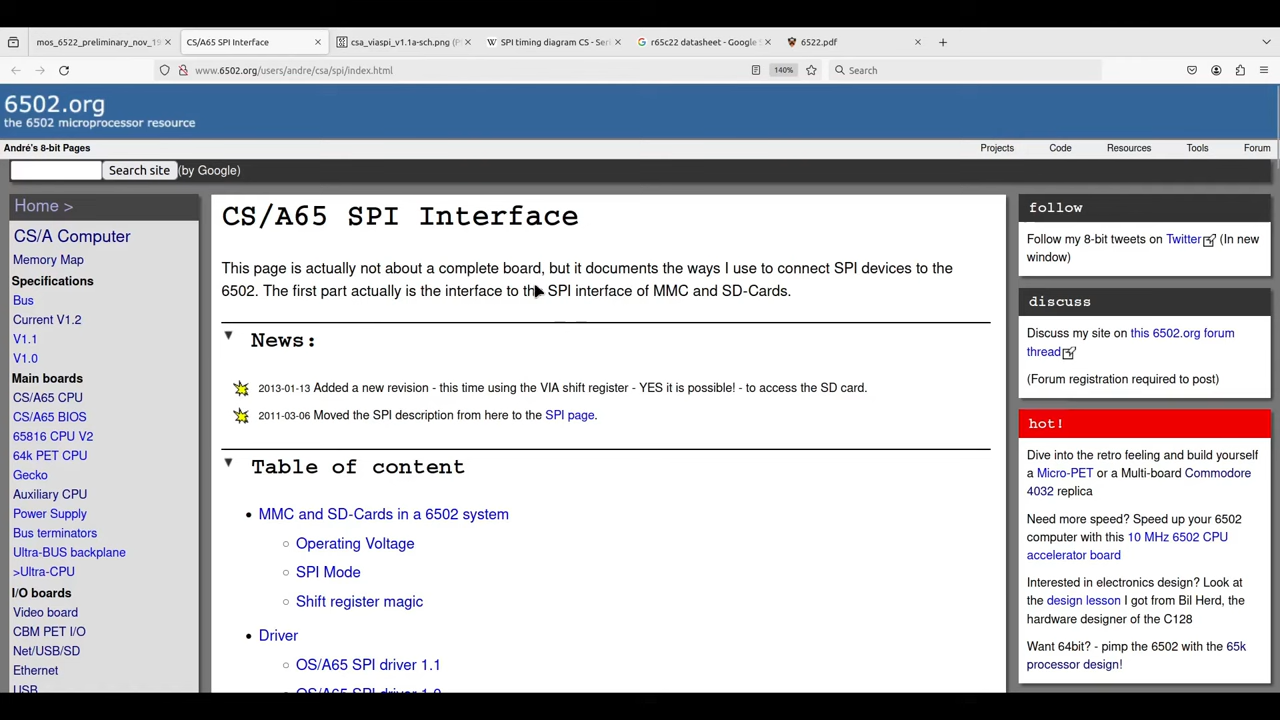 mos_6522_preliminary_nov_19
CS/A65 SPI Interface
csa_viaspi_v1.1a-sch.png (P
SPI timing diagram CS - Seri
r65c22 datasheet - Google S
6522.pdf
www.6502.org/users/andre/csa/spi/index.html
140%
Search
6502.org
the 6502 microprocessor resource
André's 8-bit Pages
Projects
Code
Resources
Tools
Forum
Search site
(by Google)
Home >
CS/A Computer
Memory Map
Specifications
Bus
Current V1.2
V1.1
V1.0
Main boards
CS/A65 CPU
CS/A65 BIOS
65816 CPU V2
64k PET CPU
Gecko
Auxiliary CPU
Power Supply
Bus terminators
Ultra-BUS backplane
>Ultra-CPU
I/O boards
Video board
CBM PET I/O
Net/USB/SD
Ethernet
USB
CS/A65 SPI Interface
This page is actually not about a complete board, but it documents the ways I use to connect SPI devices to the
6502. The first part actually is the interface to the SPI interface of MMC and SD-Cards.
News:
2013-01-13 Added a new revision - this time using the VIA shift register - YES it is possible! - to access the SD card.
2011-03-06 Moved the SPI description from here to the SPI page.
Table of content
MMC and SD-Cards in a 6502 system
Operating Voltage
SPI Mode
Shift register magic
Driver
OS/A65 SPI driver 1.1
OS/A65 SPI driver 1.0
follow
Follow my 8-bit tweets on Twitter (In new
window)
discuss
Discuss my site on this 6502.org forum
thread
(Forum registration required to post)
hot!
Dive into the retro feeling and build yourself
a Micro-PET or a Multi-board Commodore
4032 replica
Need more speed? Speed up your 6502
computer with this 10 MHz 6502 CPU
accelerator board
Interested in electronics design? Look at
the design lesson I got from Bil Herd, the
hardware designer of the C128
Want 64bit? - pimp the 6502 with the 65k
processor design!